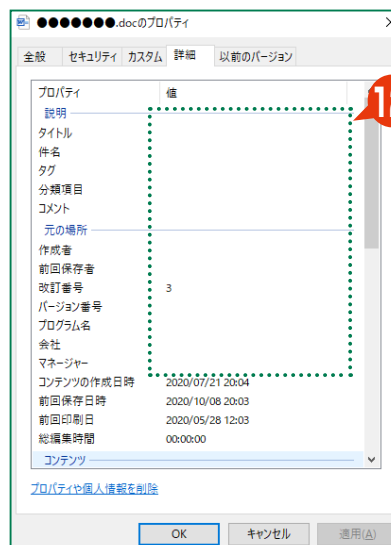 ●●●●●●●.docのプロパティ
全般 セキュリティ カスタム 詳細 以前のバージョン
プロパティ 値
説明
タイトル
件名
タグ
分類項目
コメント
元の場所
作成者
前回保存者
改訂番号 3
バージョン番号
プログラム名
会社
マネージャー
コンテンツの作成日時 2020/07/21 20:04
前回保存日時 2020/10/08 20:03
前回印刷日 2020/05/28 12:03
総編集時間 00:00:00
コンテンツ
プロパティや個人情報を削除
OK キャンセル 適用(A)